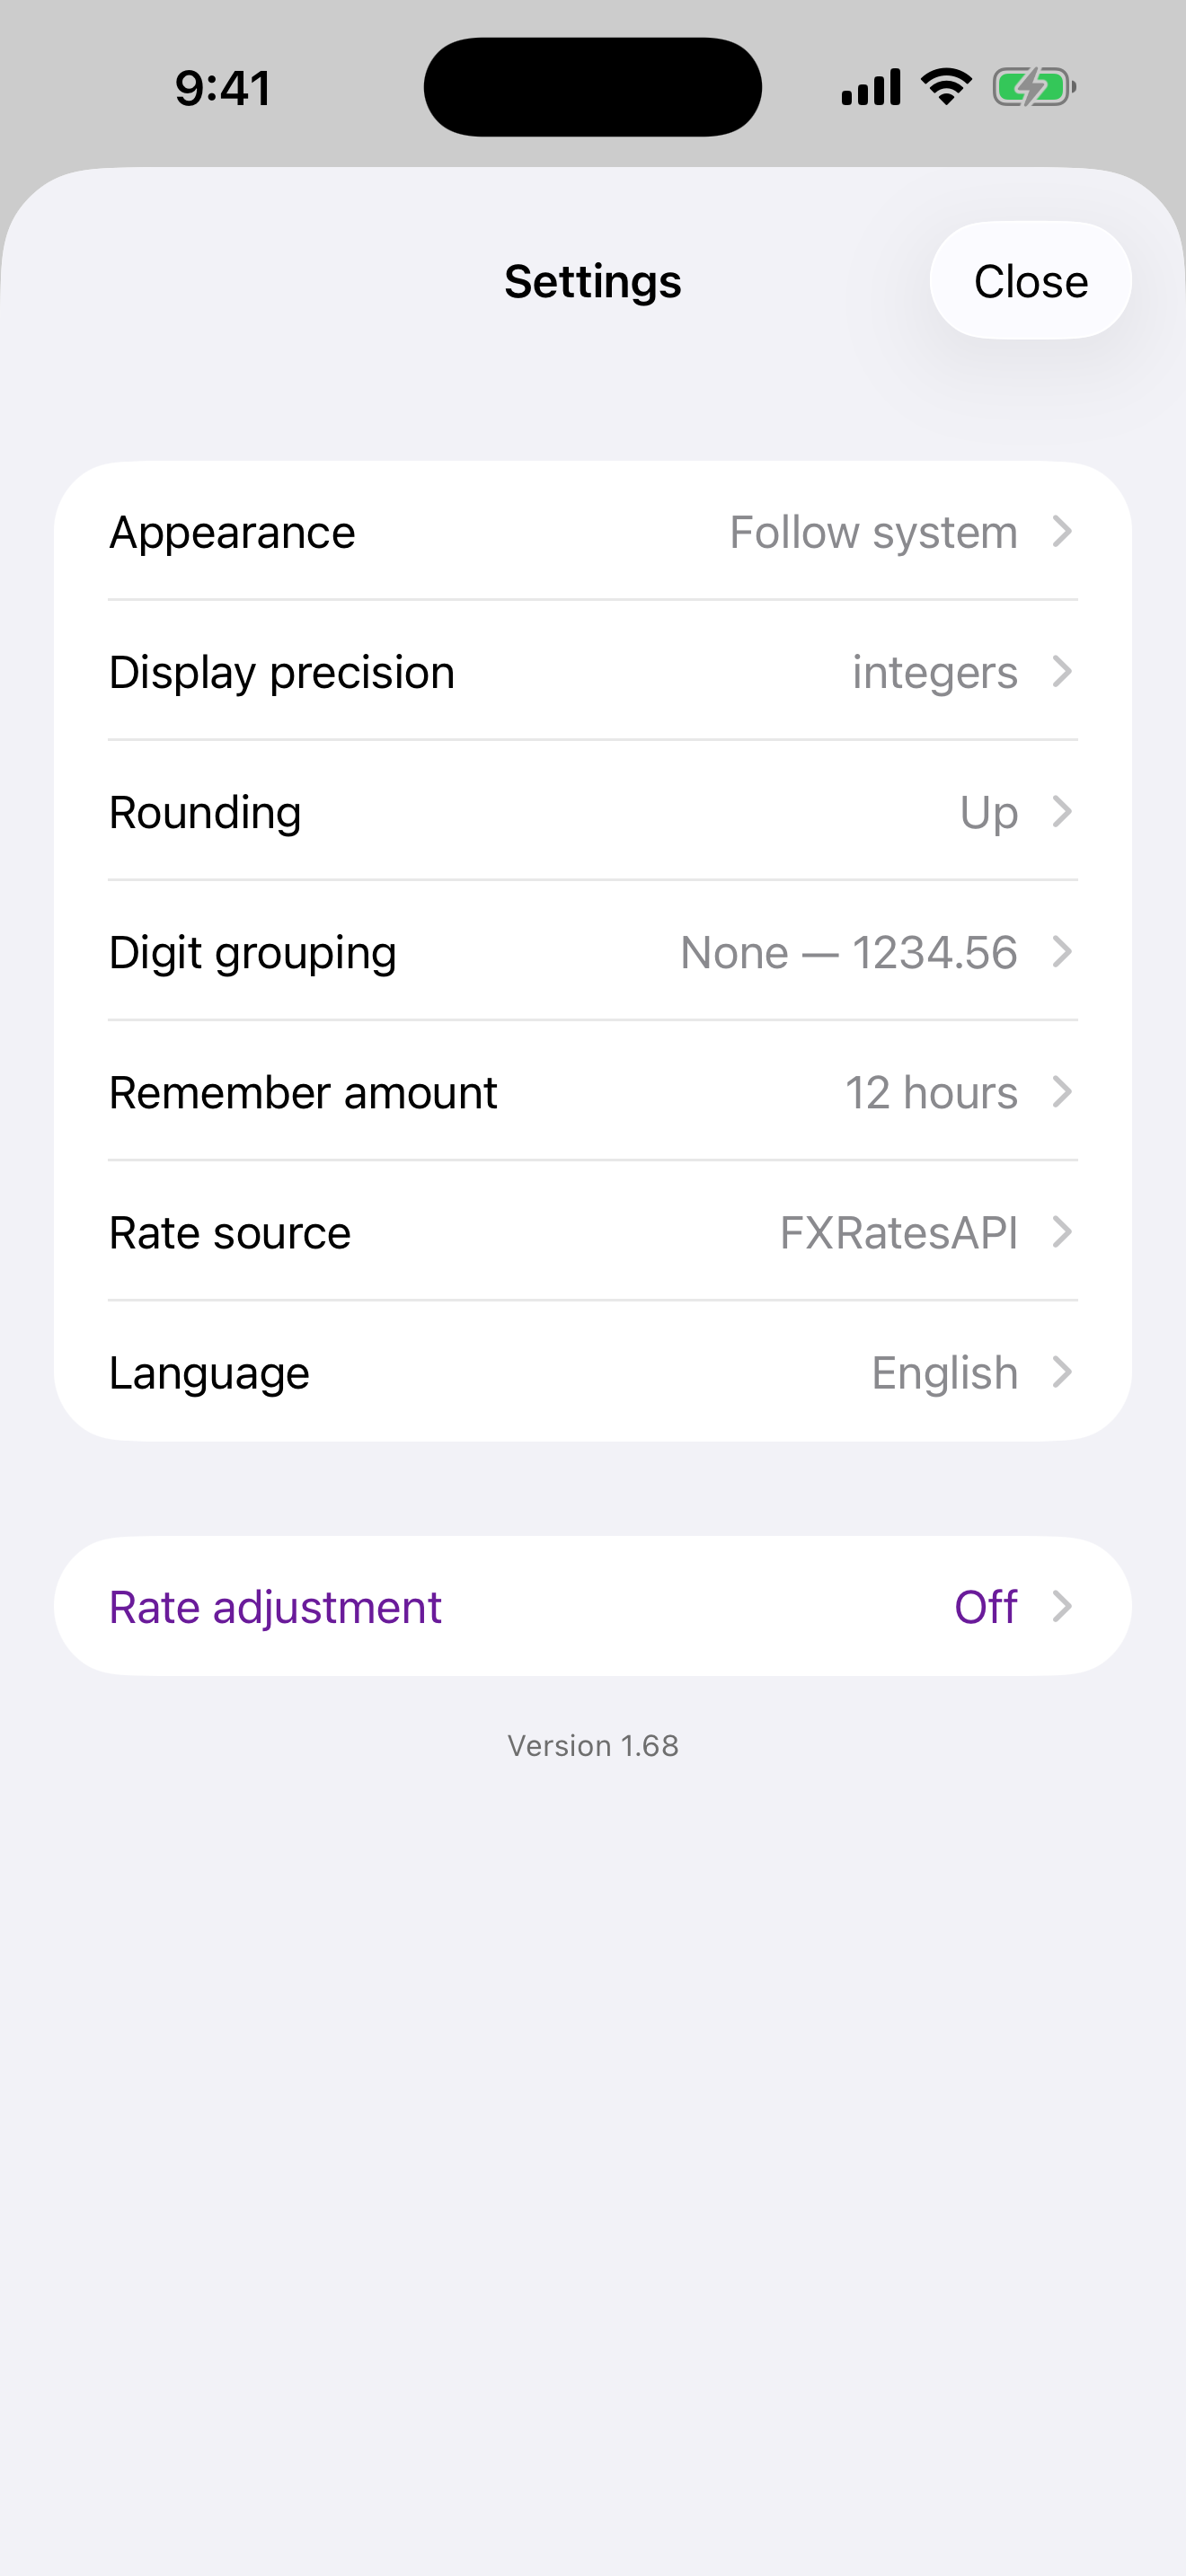 9:41
Settings
Close
Appearance Follow system
Display precision integers
Rounding Up
Digit grouping None — 1234.56
Remember amount 12 hours
Rate source FXRatesAPI
Language English
Rate adjustment Off
Version 1.68